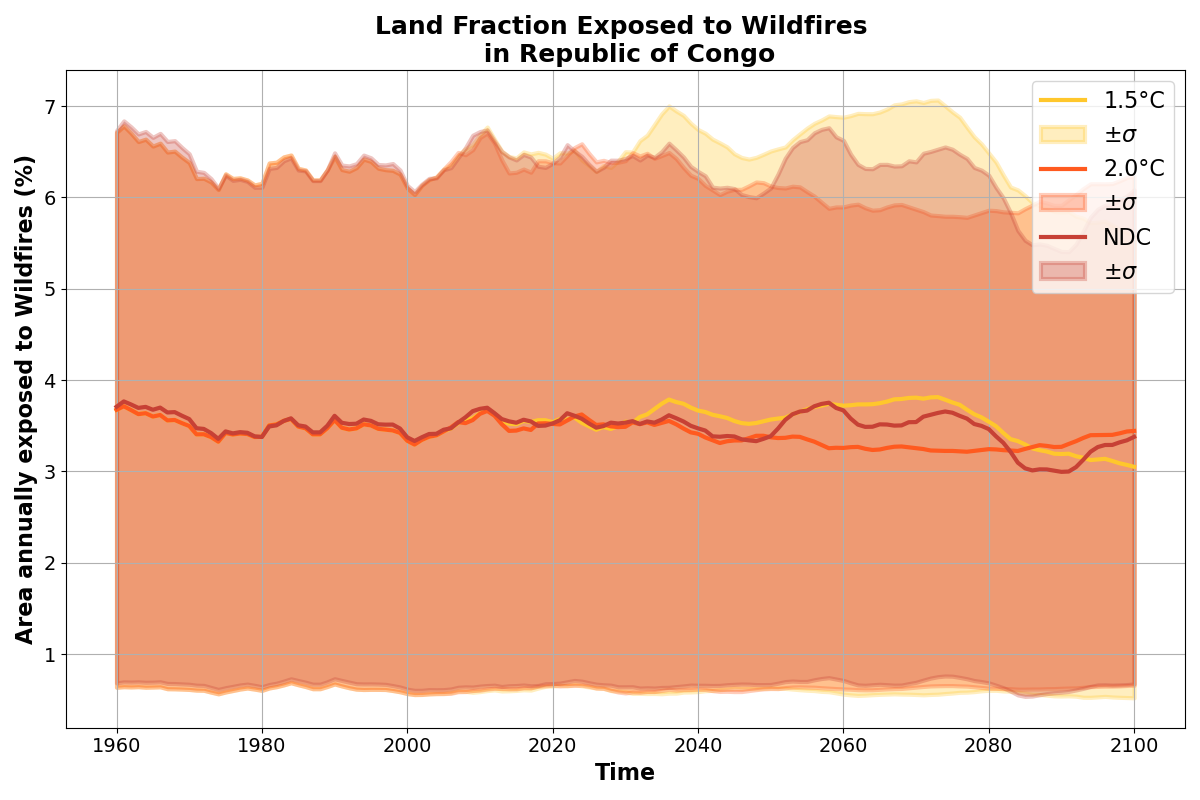 Land Fraction Exposed to Wildfires
in Republic of Congo
Area annually exposed to Wildfires (%)
7
6
5
4
3
2
1
1960 1980 2000 2020 2040 2060 2080 2100
Time
1.5°C
±σ
2.0°C
±σ
NDC
±σ